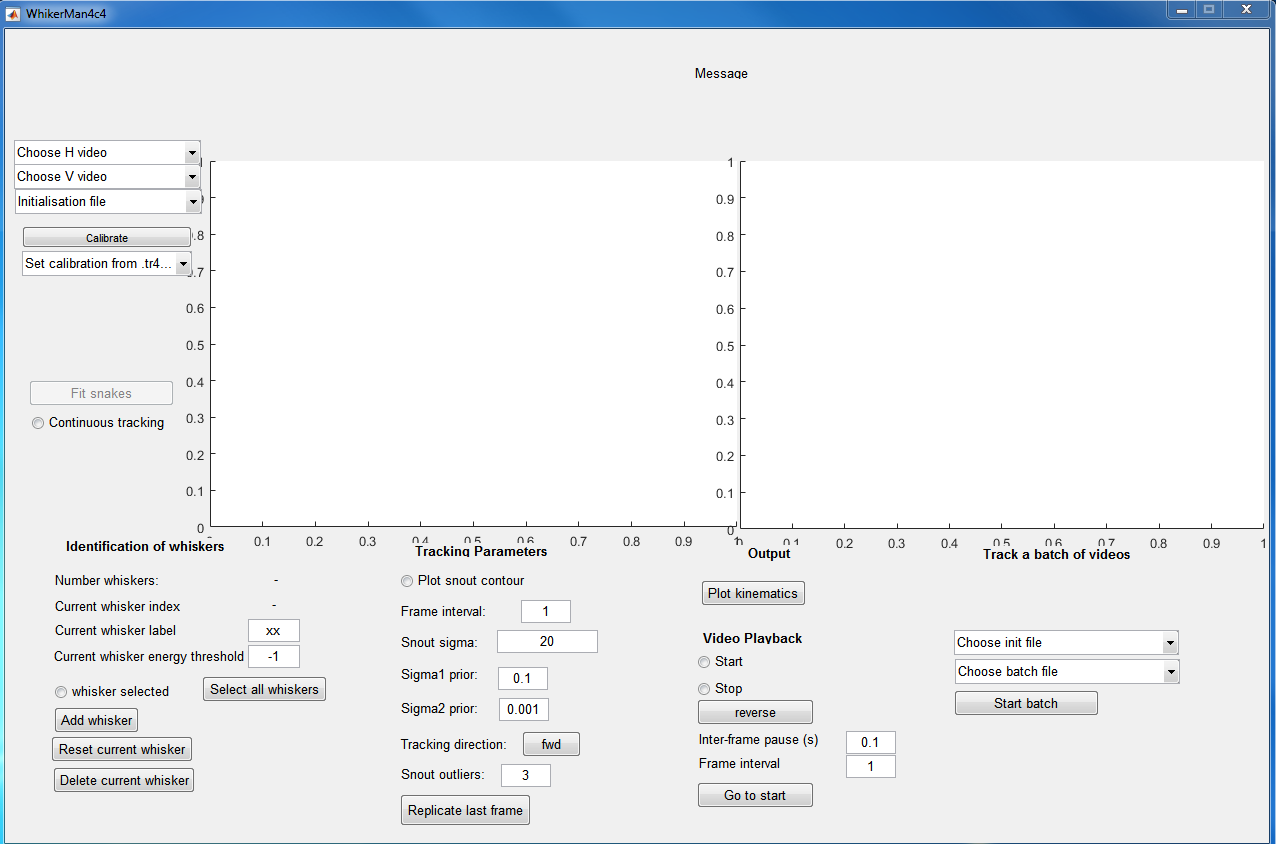 WhikerMan4c4
Message
Choose H video
Choose V video
Initialisation file
Calibrate
Set calibration from .tr4...
Fit snakes
Continuous tracking
.8
.7
0.6
0.5
0.4
0.3
0.2
0.1
0
0.1 0.2 0.3 0.4 0.5 0.6 0.7 0.8 0.9 1
1
0.9
0.8
0.7
0.6
0.5
0.4
0.3
0.2
0.1
0
0 0.1 0.2 0.3 0.4 0.5 0.6 0.7 0.8 0.9 1
Identification of whiskers
Number whiskers: -
Current whisker index -
Current whisker label xx
Current whisker energy threshold -1
whisker selected Select all whiskers
Add whisker
Reset current whisker
Delete current whisker
Tracking Parameters
Plot snout contour
Frame interval: 1
Snout sigma: 20
Sigma1 prior: 0.1
Sigma2 prior: 0.001
Tracking direction: fwd
Snout outliers: 3
Replicate last frame
Output
Plot kinematics
Video Playback
Start
Stop
reverse
Inter-frame pause (s) 0.1
Frame interval 1
Go to start
Track a batch of videos
Choose init file
Choose batch file
Start batch